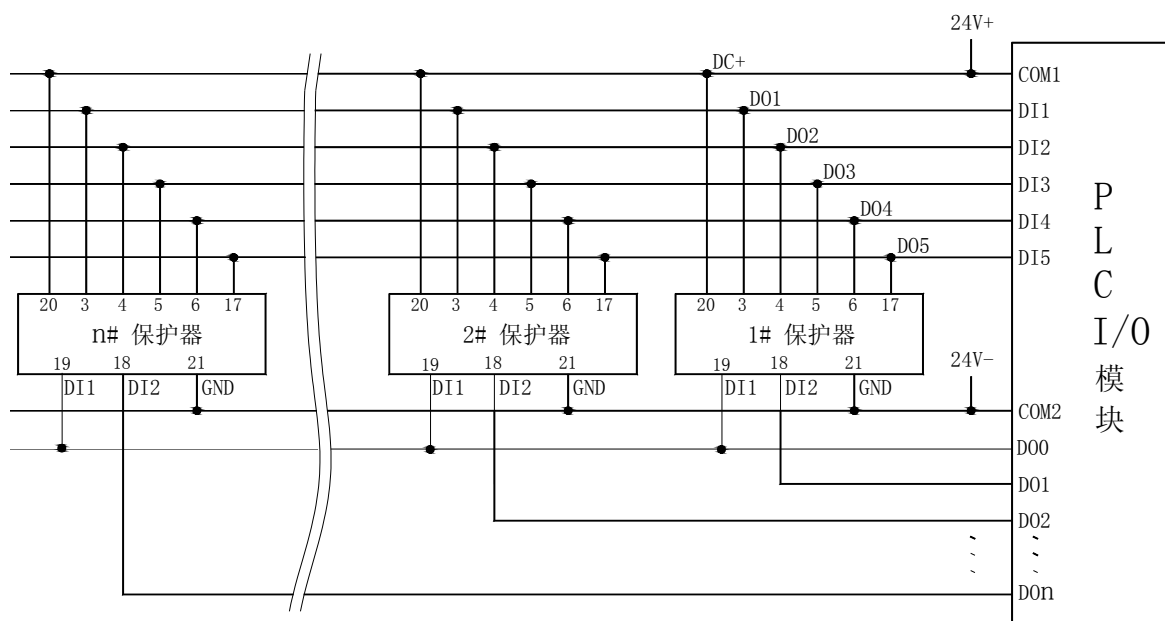 24V+
DC+
COM1
DO1
DI1
DO2
DI2
DO3
DI3
DO4
DI4
DO5
DI5
20 3 4 5 6 17
20 3 4 5 6 17
20 3 4 5 6 17
n# 保护器
2# 保护器
1# 保护器
19 18 21
19 18 21
19 18 21
DI1 DI2 GND
DI1 DI2 GND
DI1 DI2 GND
24V-
COM2
DO0
DO1
DO2
DOn
P
L
C
I/O
模
块